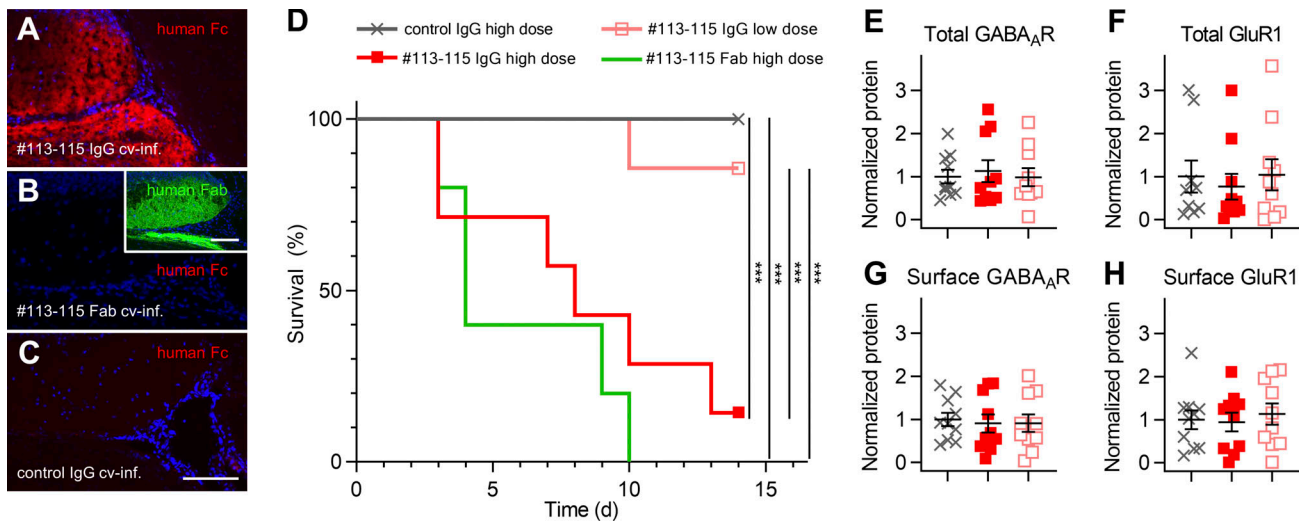 A
human Fc
#113-115 IgG cv-inf.
B
human Fab
human Fc
#113-115 Fab cv-inf.
C
human Fc
control IgG cv-inf.
D
control IgG high dose
#113-115 IgG low dose
#113-115 IgG high dose
#113-115 Fab high dose
Survival (%)
100
50
0
0
5
10
15
Time (d)
***
***
***
***
E
Total GABAAR
Normalized protein
3
2
1
0
F
Total GluR1
Normalized protein
3
2
1
0
G
Surface GABAAR
Normalized protein
3
2
1
0
H
Surface GluR1
Normalized protein
3
2
1
0